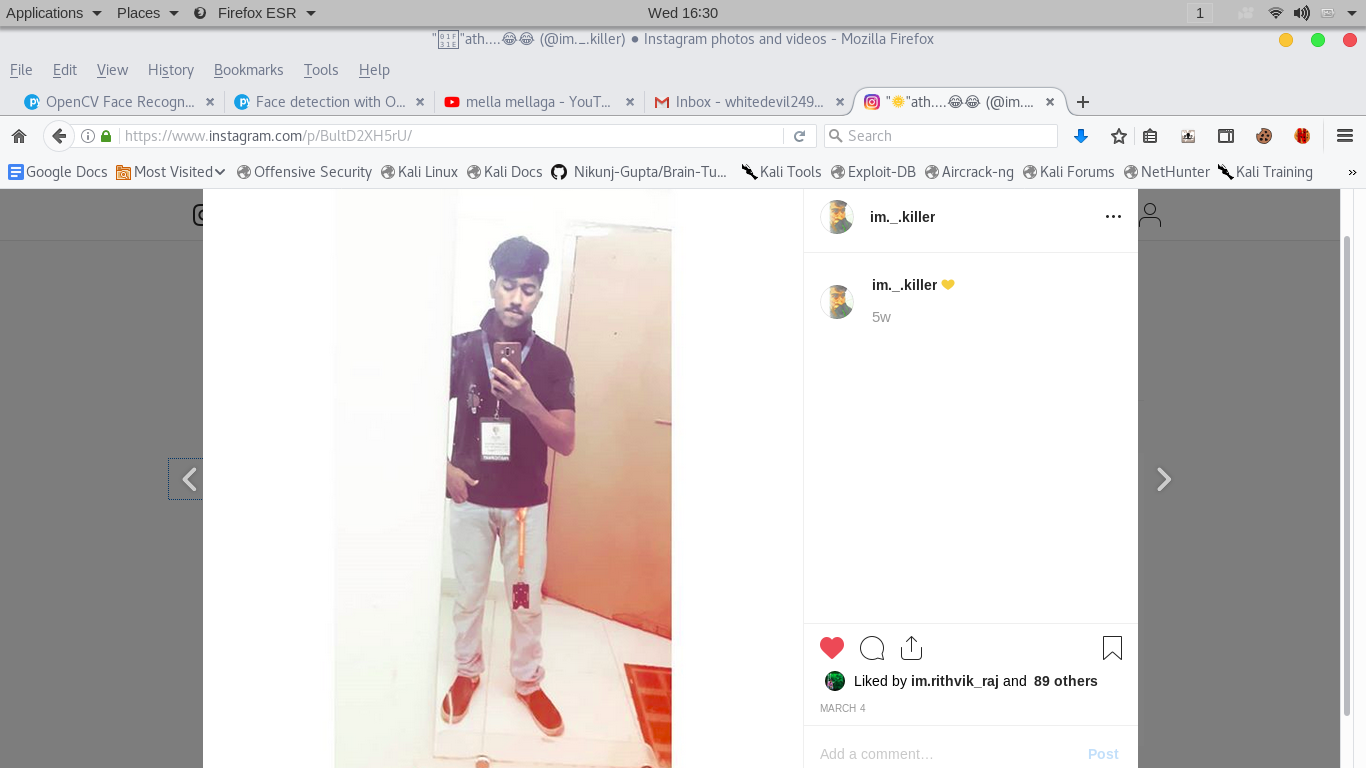 Applications Places Firefox ESR Wed 16:30 1
"🌞"ath....😂😂 (@im._.killer) • Instagram photos and videos - Mozilla Firefox
File Edit View History Bookmarks Tools Help
OpenCV Face Recogn... Face detection with O... mella mellaga - YouT... Inbox - whitedevil249... "🌞"ath....😂😂 (@im....
https://www.instagram.com/p/BultD2XH5rU/ Search
Google Docs Most Visited Offensive Security Kali Linux Kali Docs Nikunj-Gupta/Brain-Tu... Kali Tools Exploit-DB Aircrack-ng Kali Forums NetHunter Kali Training »
im._.killer
im._.killer 💛
5w
Liked by im.rithvik_raj and 89 others
MARCH 4
Add a comment... Post